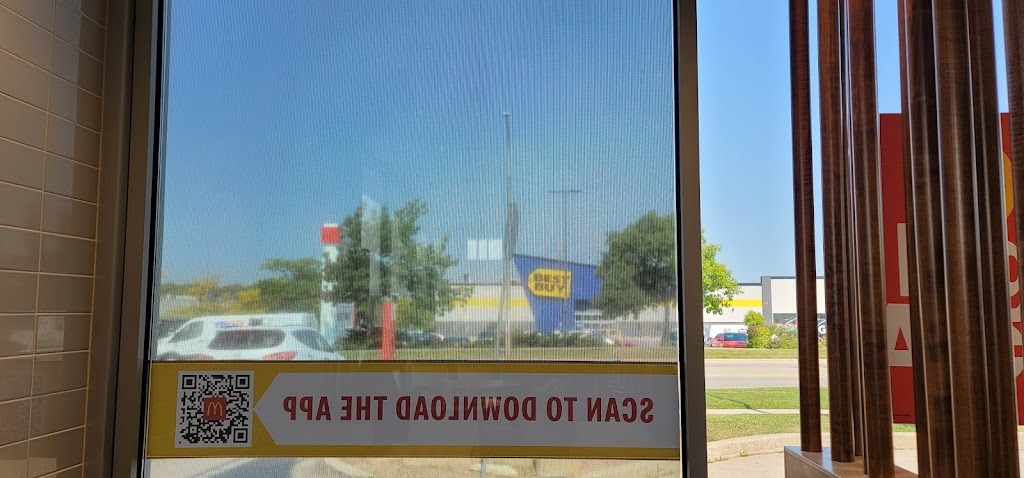 BEST
BUY
SCAN TO DOWNLOAD THE APP